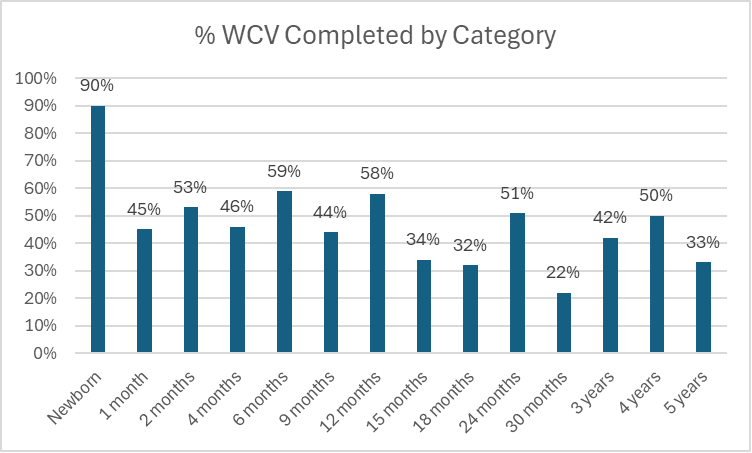 % WCV Completed by Category
100%
90%
80%
70%
60%
50%
40%
30%
20%
10%
0%
90%
45%
53%
46%
59%
44%
58%
34%
32%
51%
22%
42%
50%
33%
Newborn
1 month
2 months
4 months
6 months
9 months
12 months
15 months
18 months
24 months
30 months
3 years
4 years
5 years